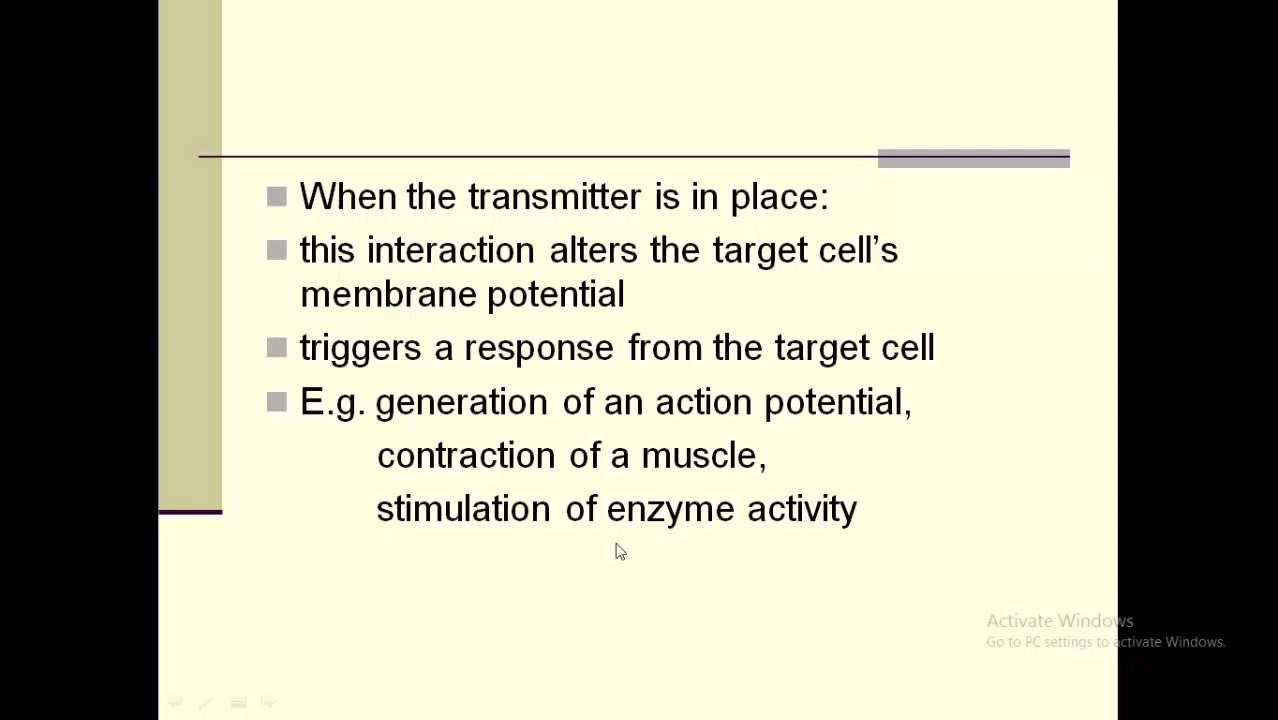 When the transmitter is in place:
this interaction alters the target cell’s
membrane potential
triggers a response from the target cell
E.g. generation of an action potential,
contraction of a muscle,
stimulation of enzyme activity
Activate Windows
Go to PC settings to activate Windows.